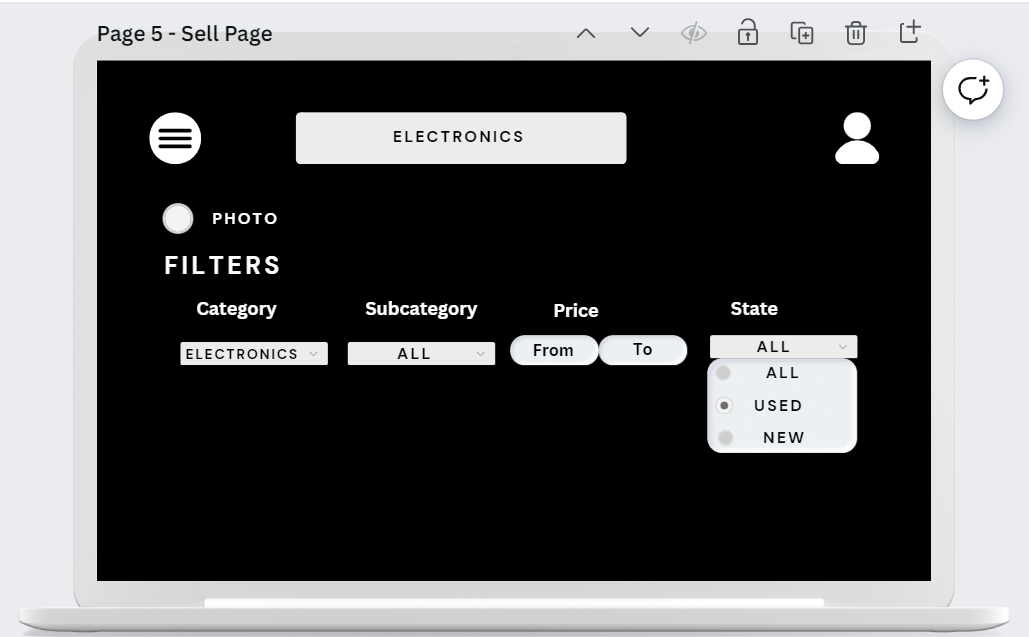 Page 5 - Sell Page
ELECTRONICS
PHOTO
FILTERS
Category Subcategory Price State
ELECTRONICS ALL From To ALL
ALL
USED
NEW